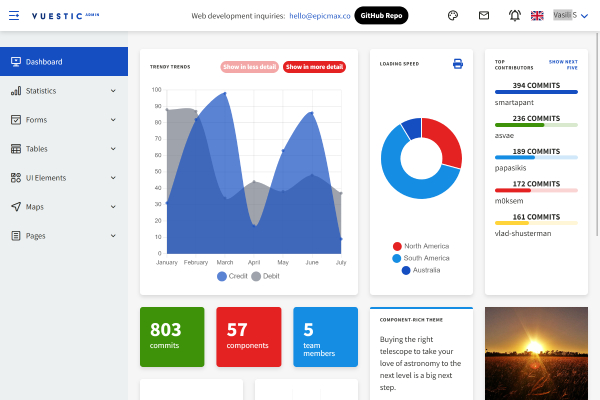 VUESTIC ADMIN
Web development inquiries: hello@epicmax.co
GitHub Repo
Vasili S
Dashboard
Statistics
Forms
Tables
UI Elements
Maps
Pages
TRENDY TRENDS
Show in less detail
Show in more detail
100
90
80
70
60
50
40
30
20
10
0
January February March April May June July
Credit Debit
LOADING SPEED
North America
South America
Australia
TOP CONTRIBUTORS
SHOW NEXT FIVE
394 COMMITS
smartapant
236 COMMITS
asvae
189 COMMITS
papasikis
172 COMMITS
m0ksem
161 COMMITS
vlad-shusterman
803
commits
57
components
5
team
members
COMPONENT-RICH THEME
Buying the right
telescope to take your
love of astronomy to the
next level is a big next
step.